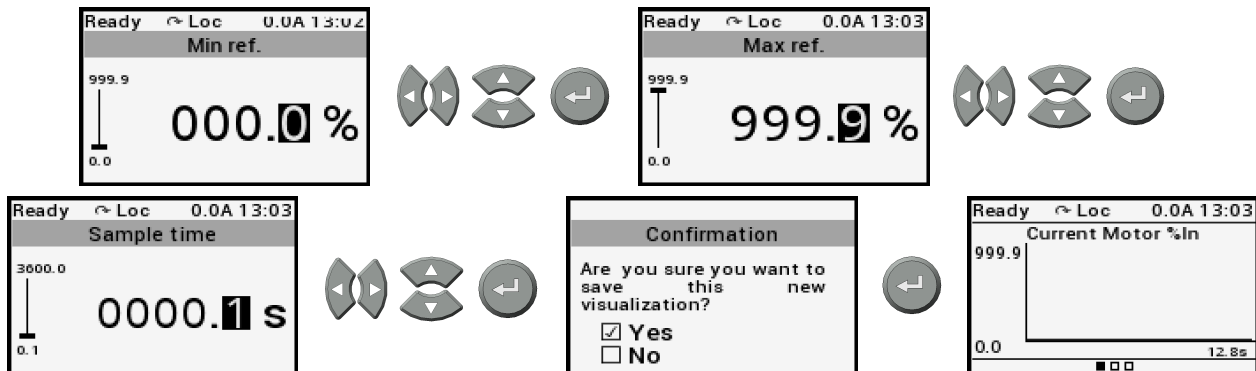 Ready Loc 0.0A 13:02
Min ref.
999.9
000.0 %
0.0
Ready Loc 0.0A 13:03
Max ref.
999.9
999.9 %
0.0
Ready Loc 0.0A 13:03
Sample time
3600.0
0000.1 s
0.1
Confirmation
Are you sure you want to
save this new
visualization?
☑ Yes
☐ No
Ready Loc 0.0A 13:03
Current Motor %In
999.9
0.0
12.8s